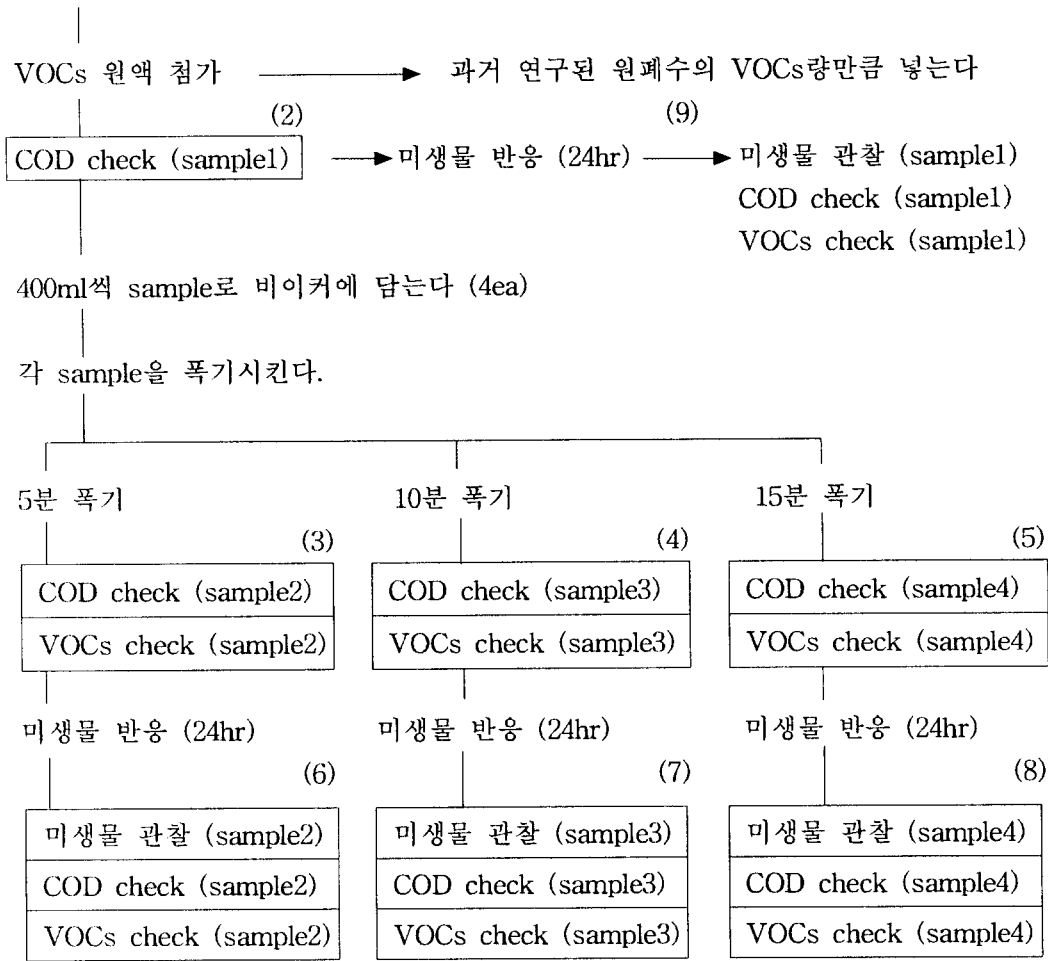 VOCs 원액 첨가 과거 연구된 원폐수의 VOCs량만큼 넣는다
(2) (9)
COD check (sample1) 미생물 반응 (24hr) 미생물 관찰 (sample1)
COD check (sample1)
VOCs check (sample1)
400ml씩 sample로 비이커에 담는다 (4ea)
각 sample을 폭기시킨다.
5분 폭기 10분 폭기 15분 폭기
(3) (4) (5)
COD check (sample2) COD check (sample3) COD check (sample4)
VOCs check (sample2) VOCs check (sample3) VOCs check (sample4)
미생물 반응 (24hr) 미생물 반응 (24hr) 미생물 반응 (24hr)
(6) (7) (8)
미생물 관찰 (sample2) 미생물 관찰 (sample3) 미생물 관찰 (sample4)
COD check (sample2) COD check (sample3) COD check (sample4)
VOCs check (sample2) VOCs check (sample3) VOCs check (sample4)